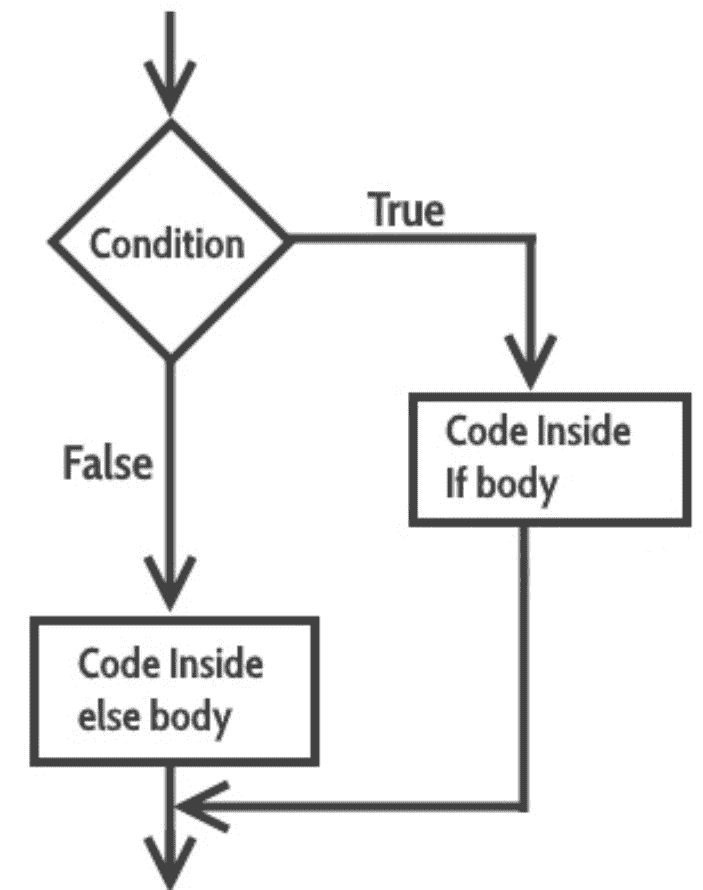 True
Condition
Code Inside
If body
False
Code Inside
else body